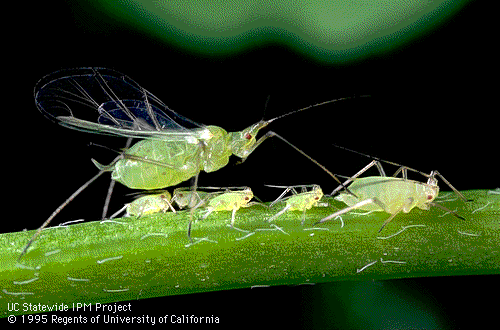 UC Statewide IPM Project
© 1995 Regents of University of California